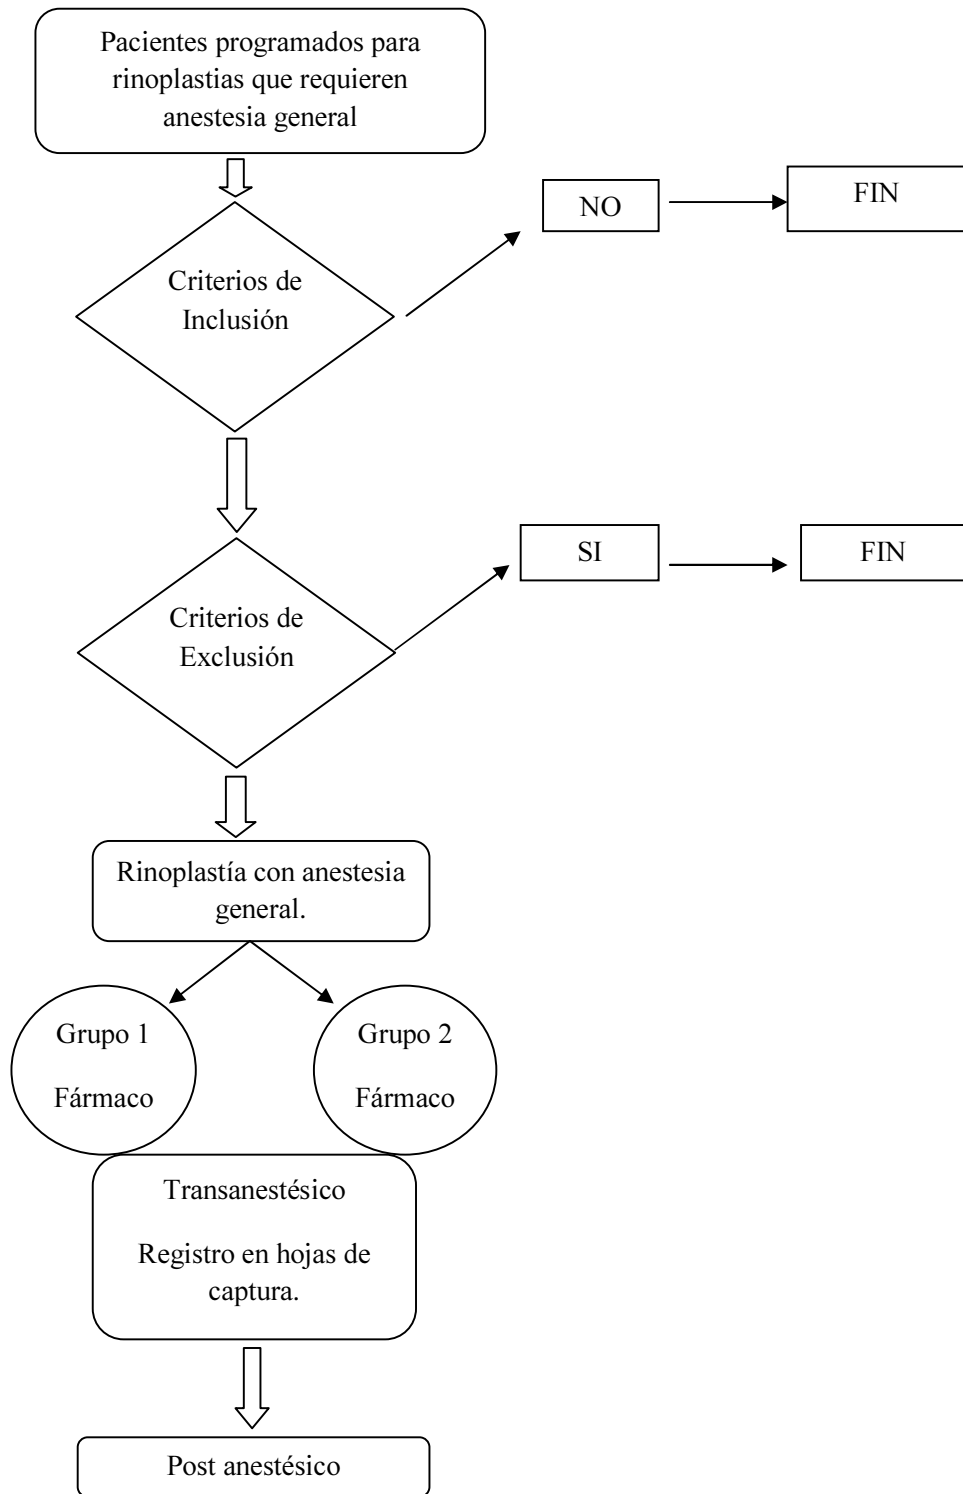 Pacientes programados para
rinoplastias que requieren
anestesia general
NO
FIN
Criterios de
Inclusión
SI
FIN
Criterios de
Exclusión
Rinoplastía con anestesia
general.
Grupo 1
Fármaco
Grupo 2
Fármaco
Transanestésico
Registro en hojas de
captura.
Post anestésico